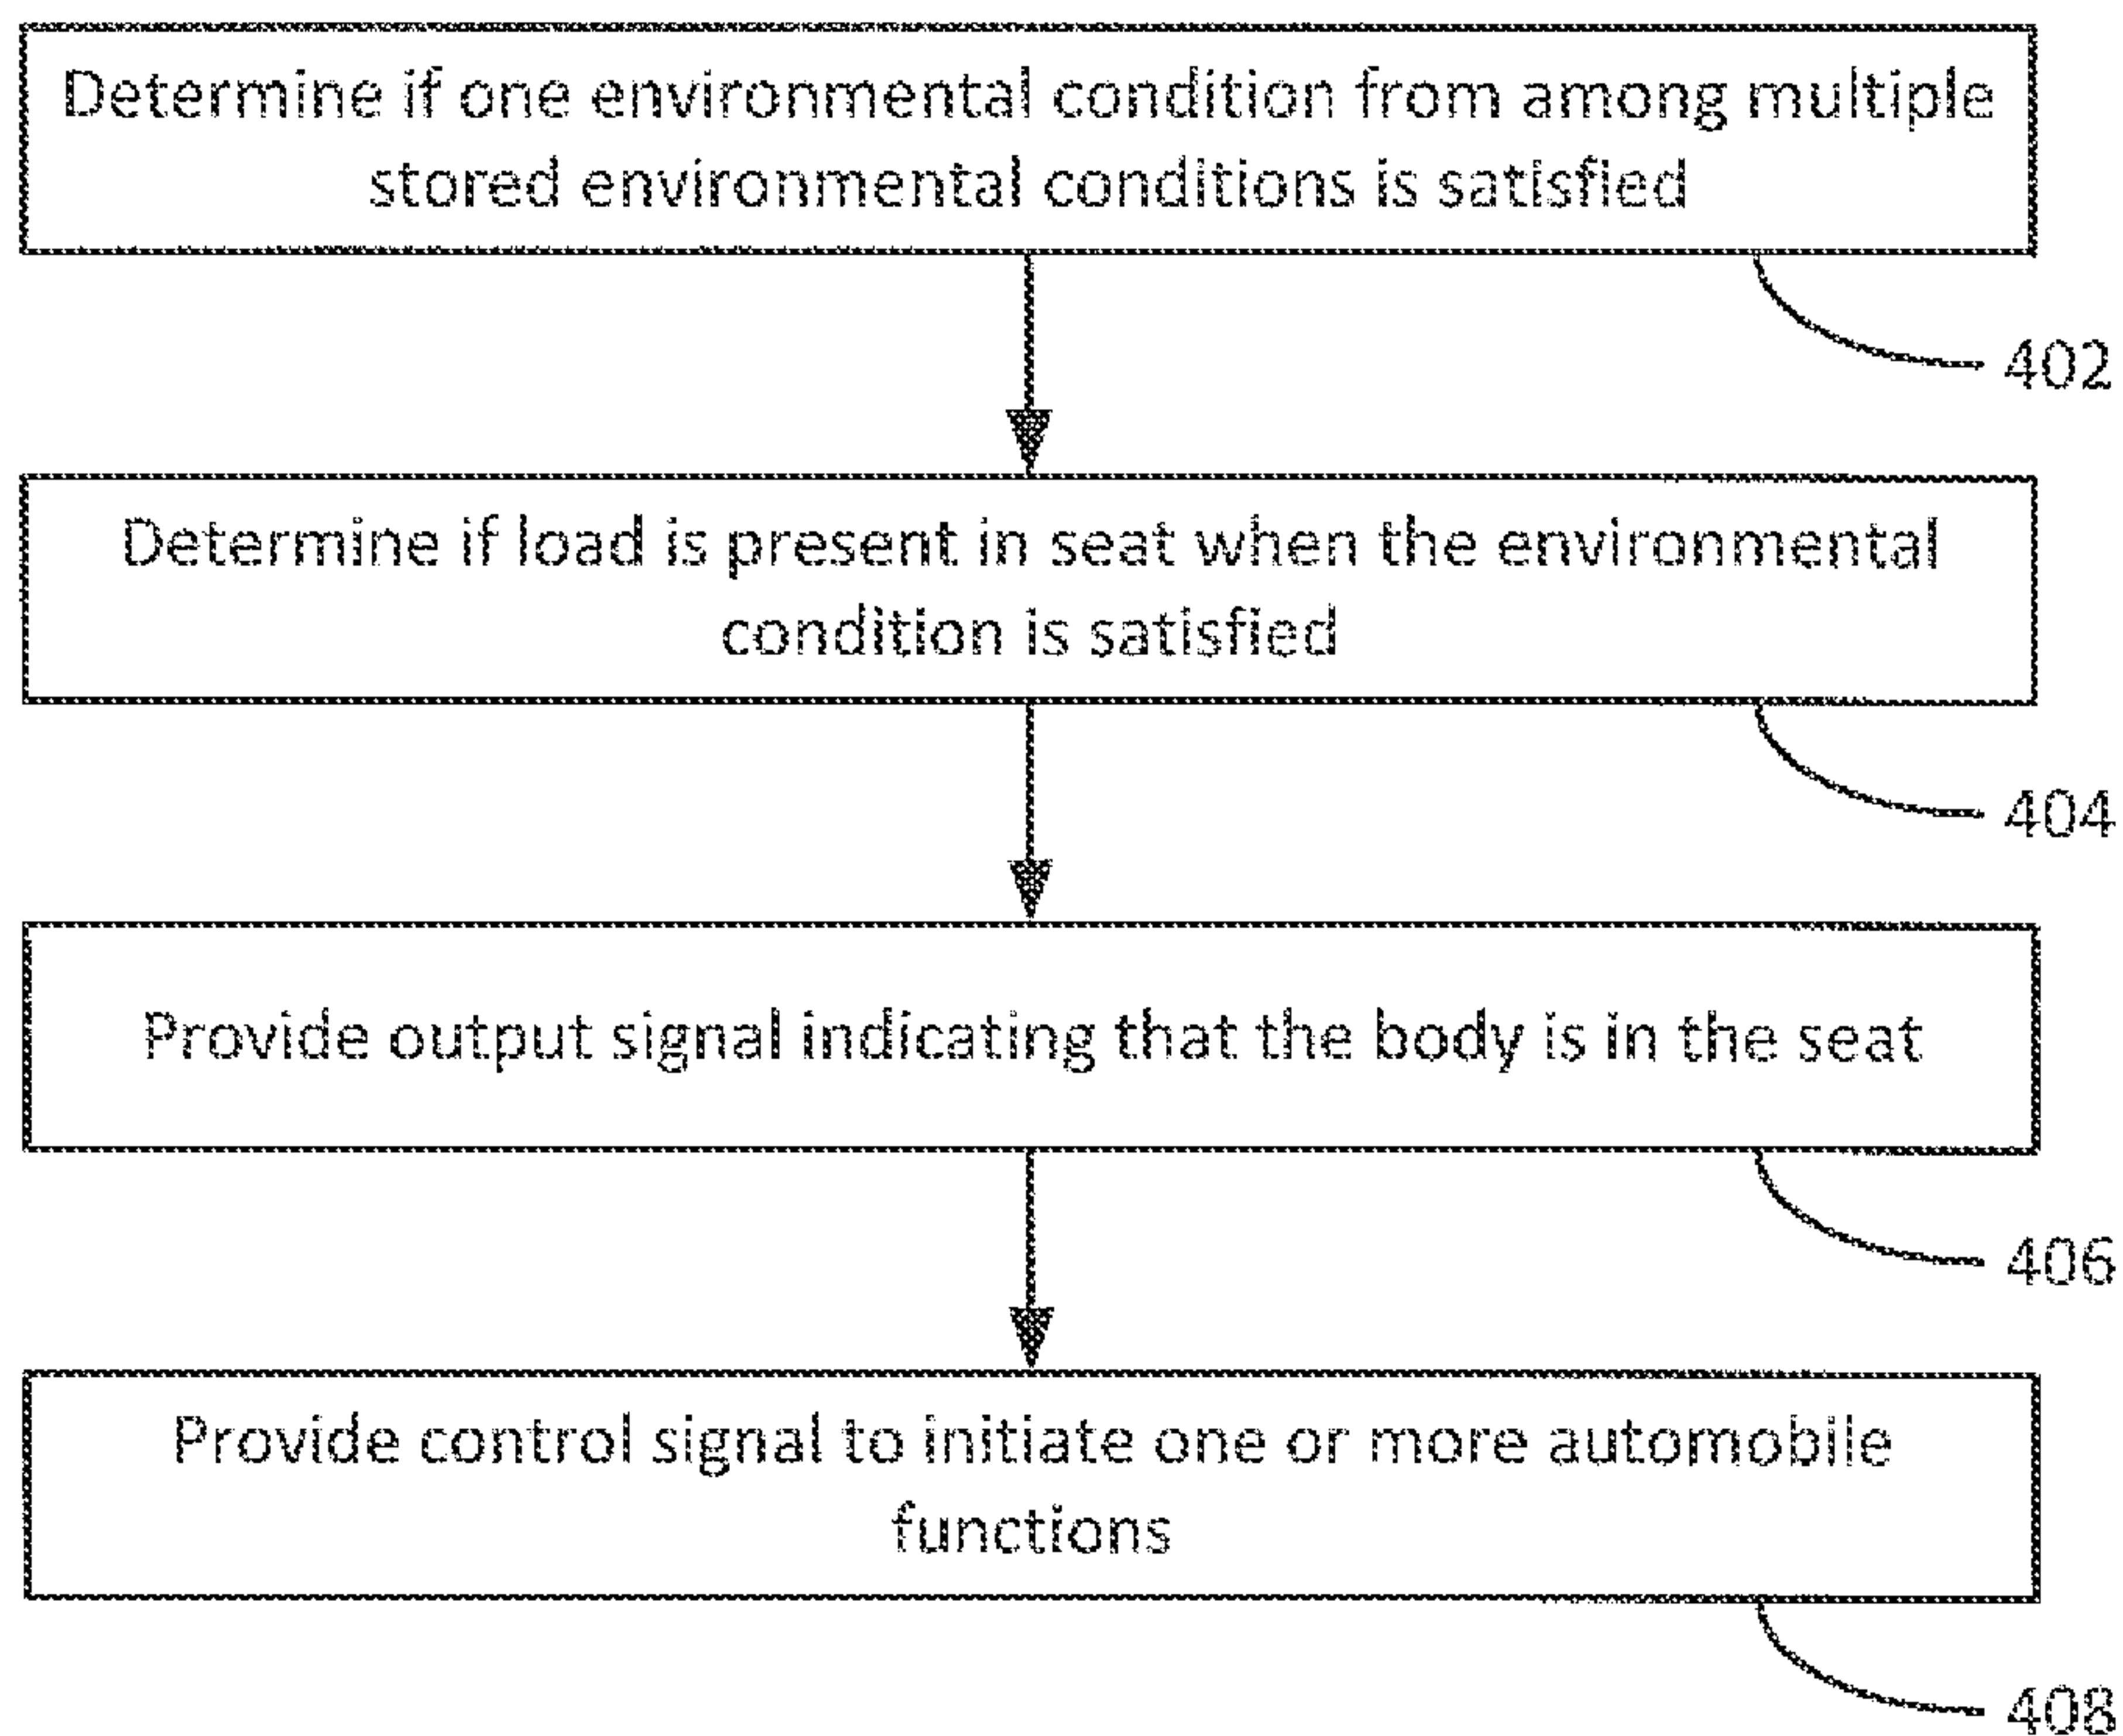 Determine if one environmental condition from among multiple
stored environmental conditions is satisfied
402
Determine if load is present in seat when the environmental
condition is satisfied
404
Provide output signal indicating that the body is in the seat
406
Provide control signal to initiate one or more automobile
functions
408